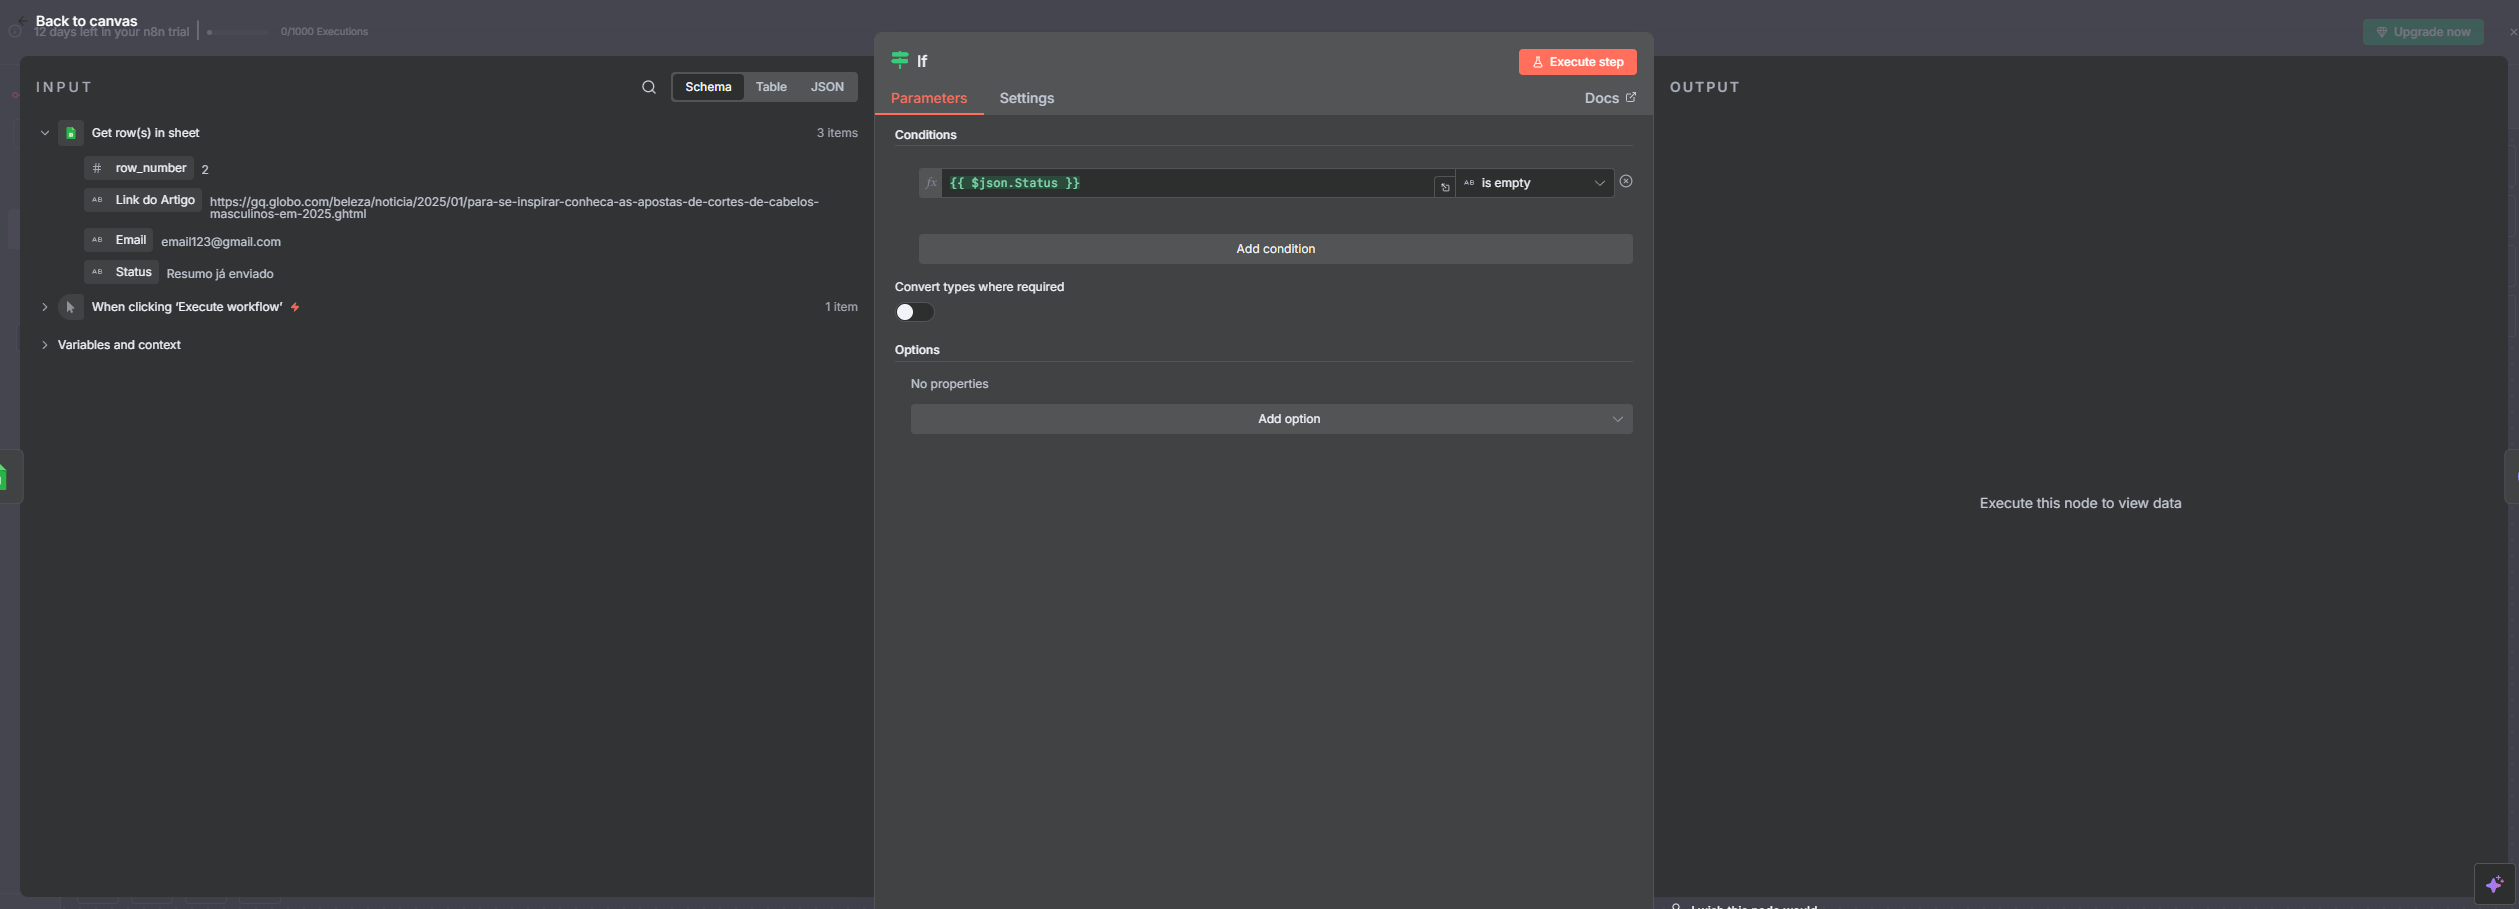 Back to canvas
12 days left in your n8n trial
0/1000 Executions
Upgrade now
INPUT
Schema
Table
JSON
Get row(s) in sheet
3 items
# row_number
2
AB Link do Artigo
https://gq.globo.com/beleza/noticia/2025/01/para-se-inspirar-conheca-as-apostas-de-cortes-de-cabelos-
masculinos-em-2025.ghtml
AB Email
email123@gmail.com
AB Status
Resumo já enviado
When clicking ‘Execute workflow’
1 item
Variables and context
If
Execute step
Parameters
Settings
Docs
Conditions
fx
{{ $json.Status }}
AB is empty
Add condition
Convert types where required
Options
No properties
Add option
OUTPUT
Execute this node to view data
I wish this node would